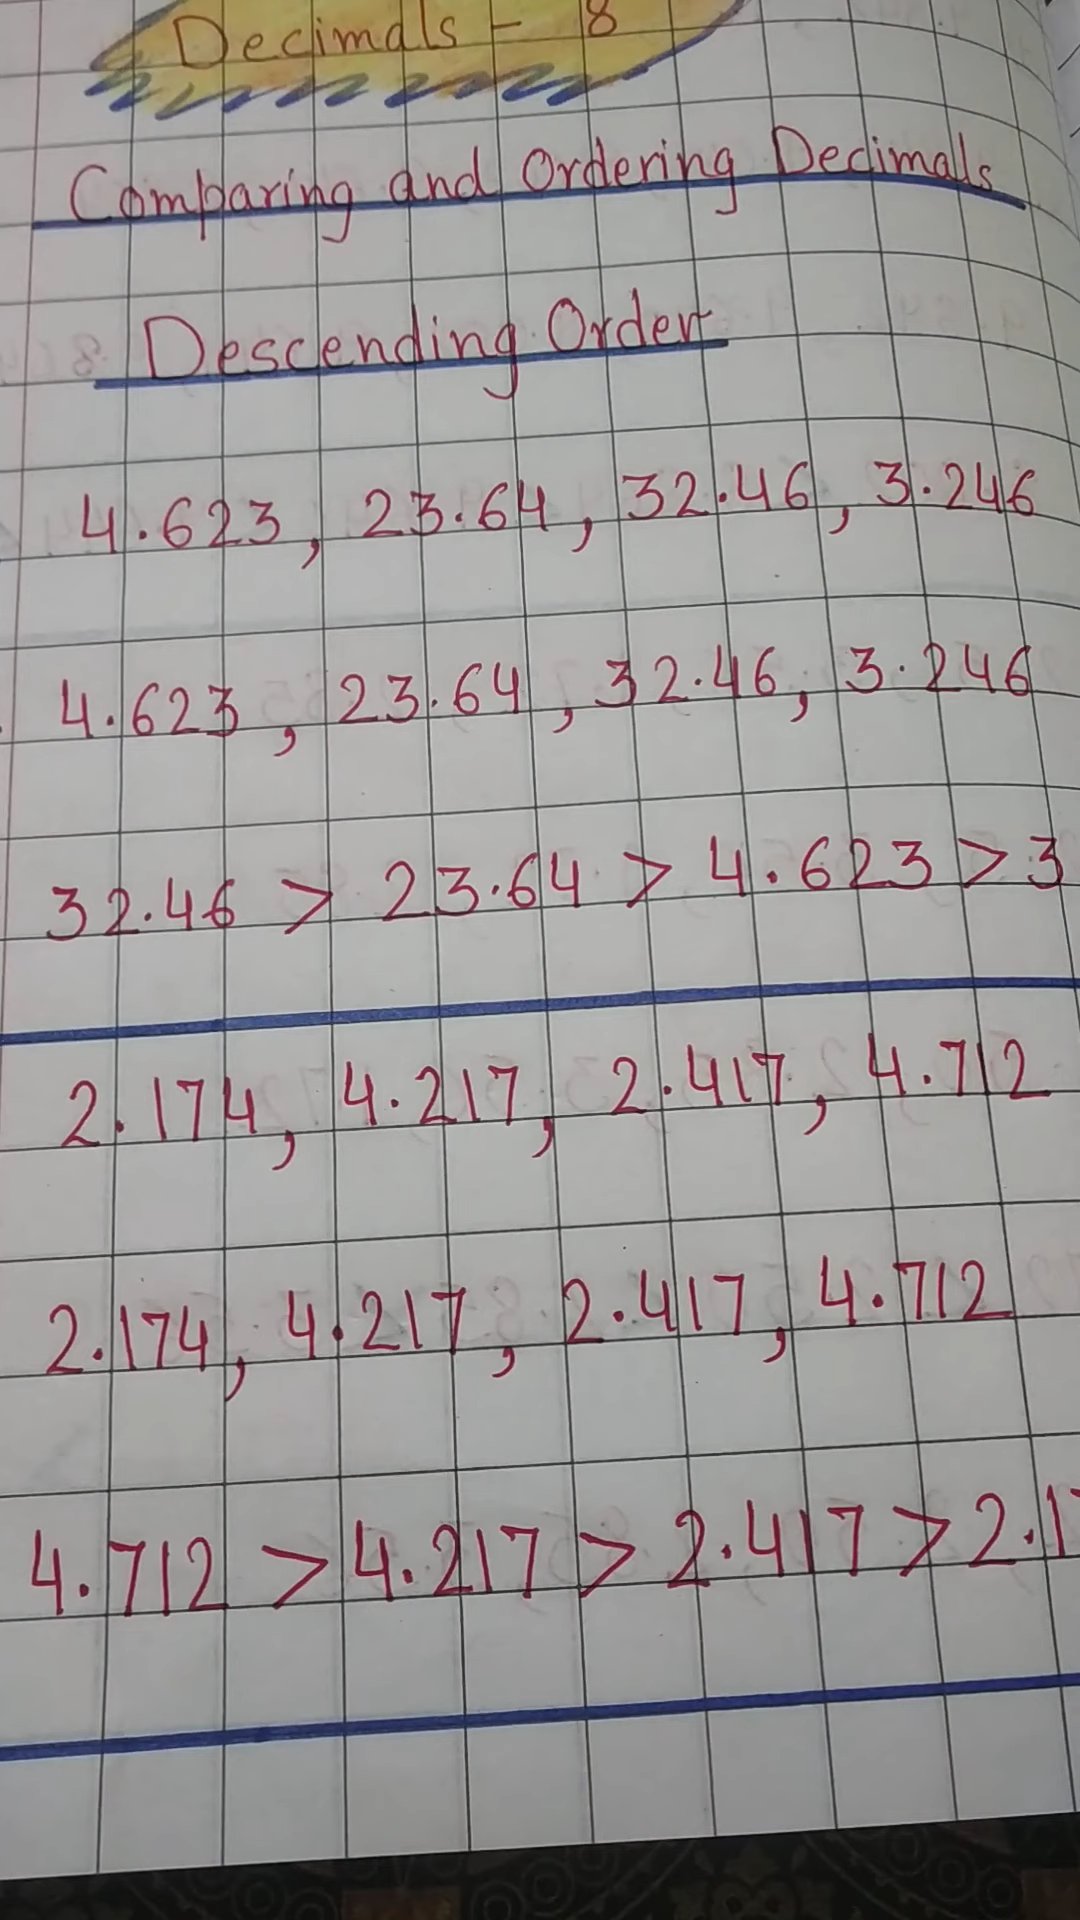 Decimals - 8
Comparing and Ordering Decimals
Descending Order
4.623, 23.64, 32.46, 3.246
4.623, 23.64, 32.46, 3.246
32.46 > 23.64 > 4.623 > 3
2.174, 4.217, 2.417, 4.712
2.174, 4.217, 2.417, 4.712
4.712 > 4.217 > 2.417 > 2.1